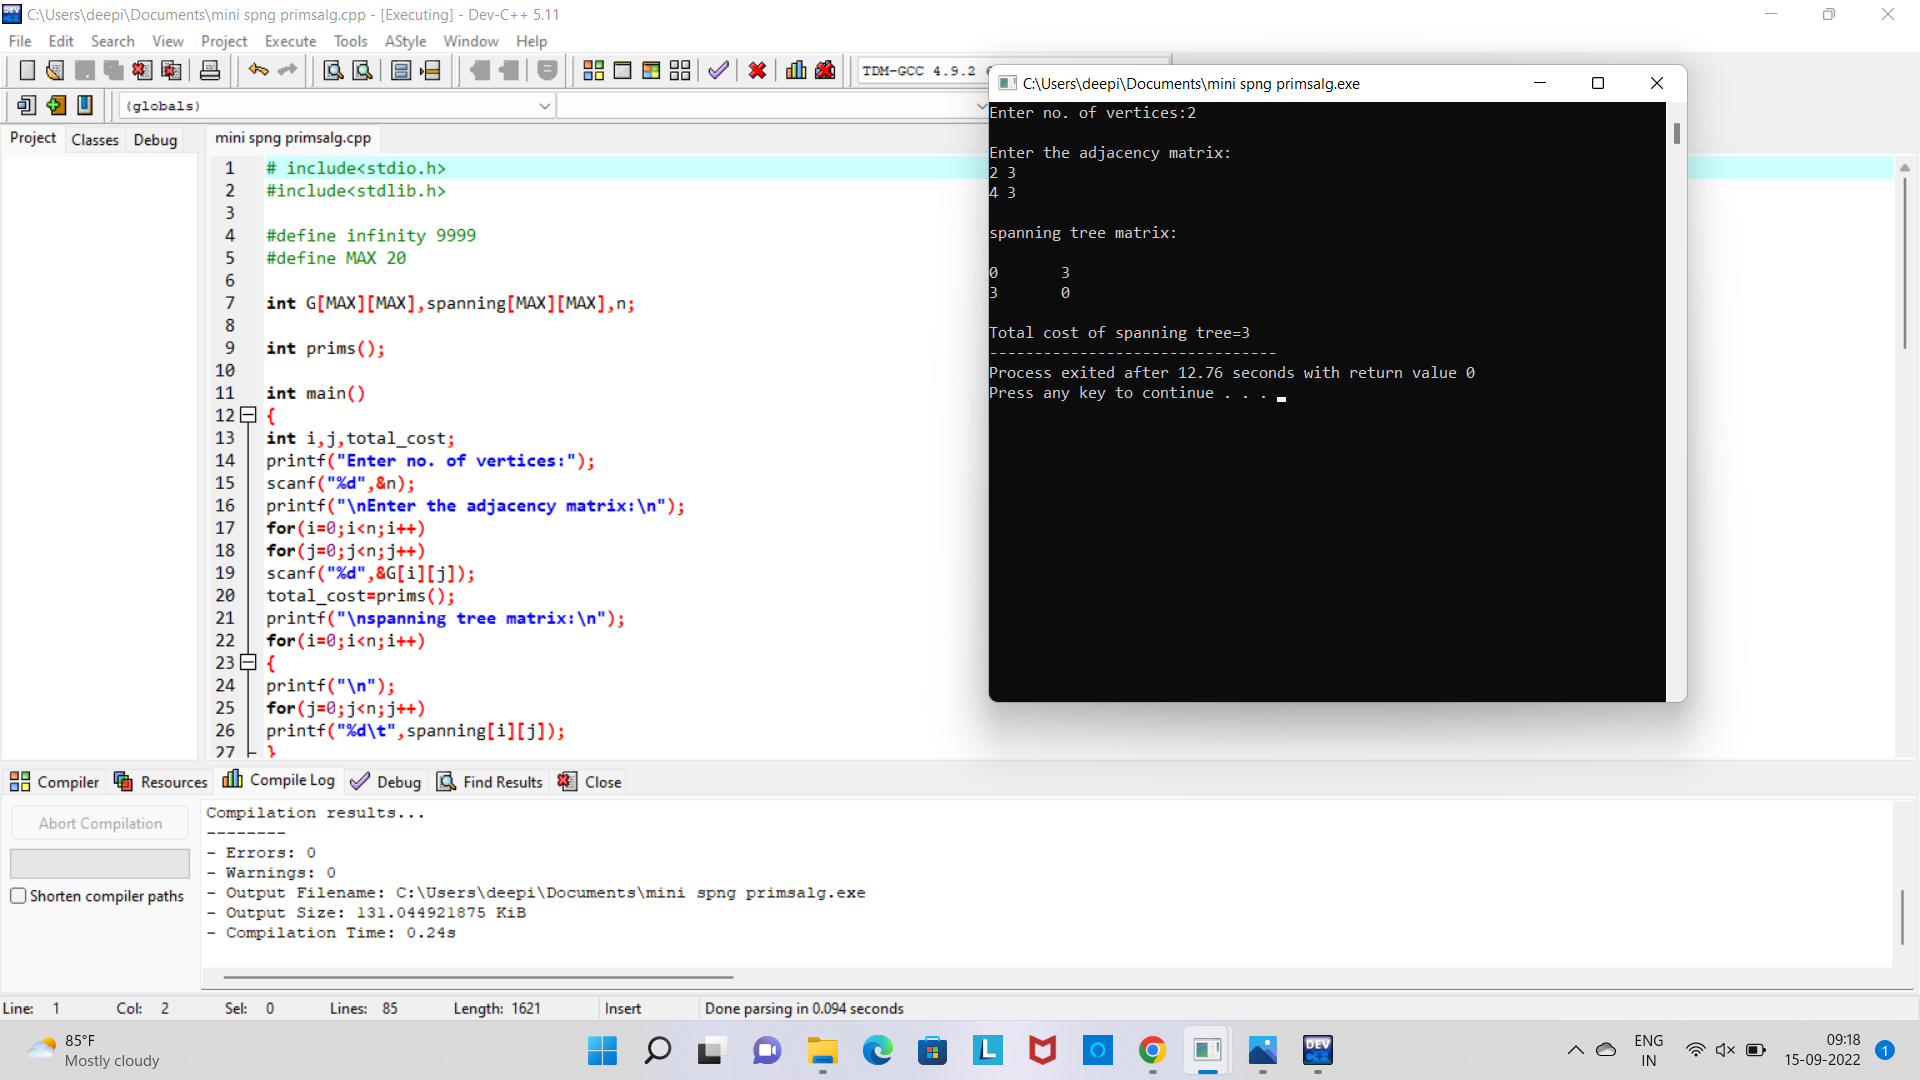 C:\Users\deepi\Documents\mini spng primsalg.cpp - [Executing] - Dev-C++ 5.11
File Edit Search View Project Execute Tools AStyle Window Help
TDM-GCC 4.9.2
(globals)
Project Classes Debug
mini spng primsalg.cpp
1 # include<stdio.h>
2 #include<stdlib.h>
3
4 #define infinity 9999
5 #define MAX 20
6
7 int G[MAX][MAX],spanning[MAX][MAX],n;
8
9 int prims();
10
11 int main()
12 {
13 int i,j,total_cost;
14 printf("Enter no. of vertices:");
15 scanf("%d",&n);
16 printf("\nEnter the adjacency matrix:\n");
17 for(i=0;i<n;i++)
18 for(j=0;j<n;j++)
19 scanf("%d",&G[i][j]);
20 total_cost=prims();
21 printf("\nspanning tree matrix:\n");
22 for(i=0;i<n;i++)
23 {
24 printf("\n");
25 for(j=0;j<n;j++)
26 printf("%d\t",spanning[i][j]);
27 }
C:\Users\deepi\Documents\mini spng primsalg.exe
Enter no. of vertices:2
Enter the adjacency matrix:
2 3
4 3
spanning tree matrix:
0 3
3 0
Total cost of spanning tree=3
--------------------------------
Process exited after 12.76 seconds with return value 0
Press any key to continue . . .
Compiler Resources Compile Log Debug Find Results Close
Abort Compilation
Shorten compiler paths
Compilation results...
--------
- Errors: 0
- Warnings: 0
- Output Filename: C:\Users\deepi\Documents\mini spng primsalg.exe
- Output Size: 131.044921875 KiB
- Compilation Time: 0.24s
Line: 1 Col: 2 Sel: 0 Lines: 85 Length: 1621 Insert Done parsing in 0.094 seconds
85°F
Mostly cloudy
DEV
ENG
IN
09:18
15-09-2022
1